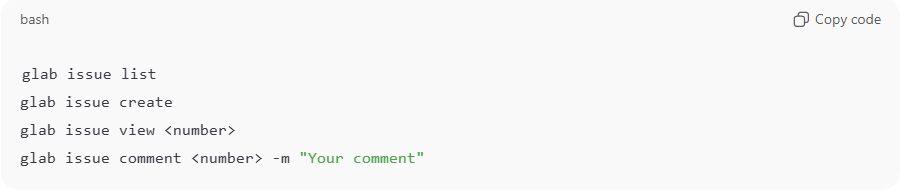 bash
Copy code
glab issue list
glab issue create
glab issue view <number>
glab issue comment <number> -m "Your comment"